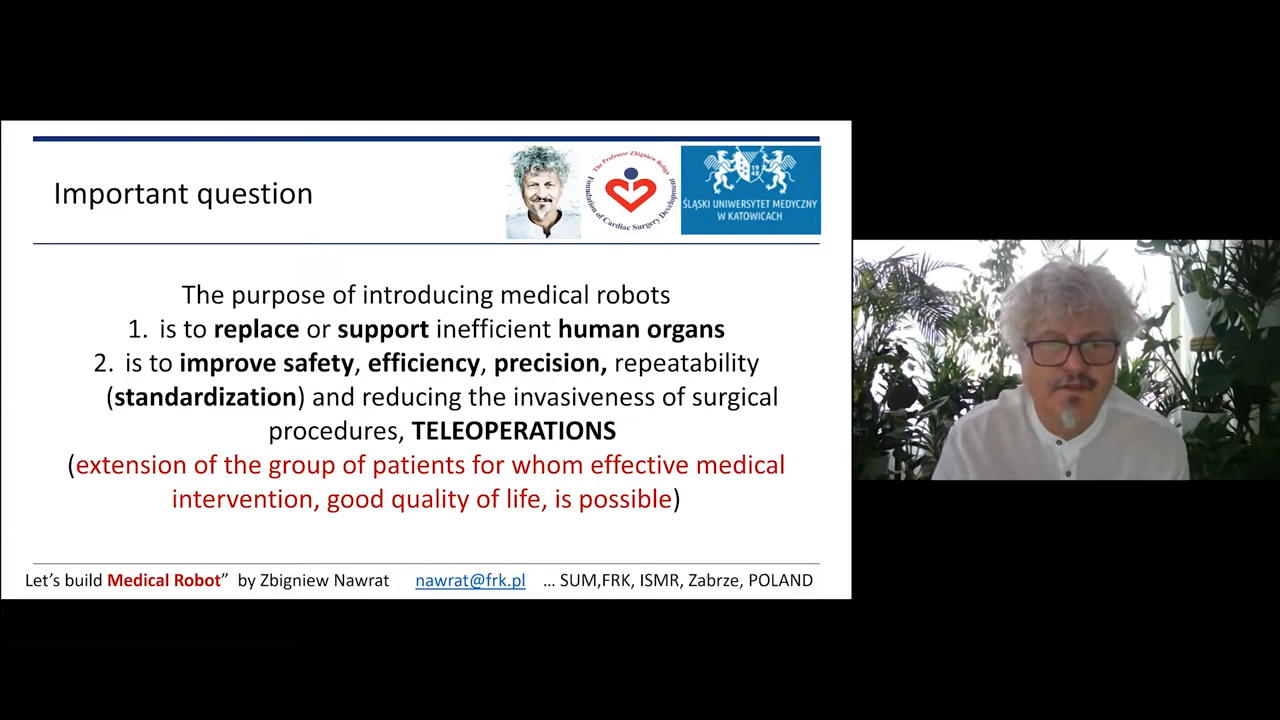 Important question
The Professor Zbigniew Religa
Foundation of Cardiac Surgery Development
1948
ŚLĄSKI UNIWERSYTET MEDYCZNY
W KATOWICACH
The purpose of introducing medical robots
1. is to replace or support inefficient human organs
2. is to improve safety, efficiency, precision, repeatability
(standardization) and reducing the invasiveness of surgical
procedures, TELEOPERATIONS
(extension of the group of patients for whom effective medical
intervention, good quality of life, is possible)
Let's build Medical Robot” by Zbigniew Nawrat nawrat@frk.pl ... SUM,FRK, ISMR, Zabrze, POLAND